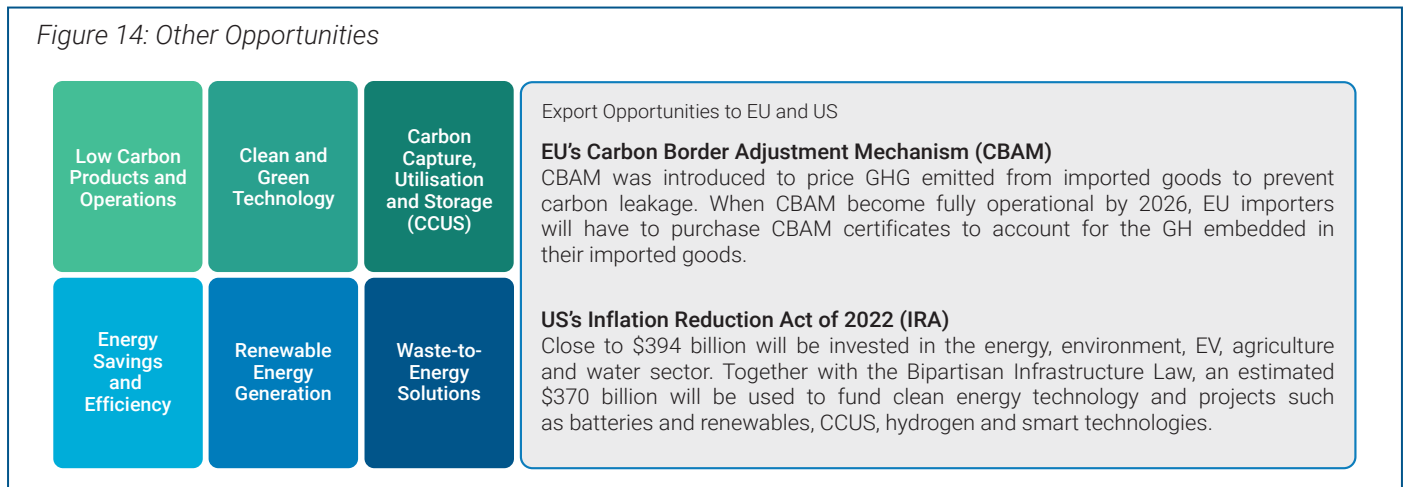 Figure 14: Other Opportunities
Low Carbon
Products and
Operations
Clean and
Green
Technology
Carbon
Capture,
Utilisation
and Storage
(CCUS)
Energy
Savings
and
Efficiency
Renewable
Energy
Generation
Waste-to-
Energy
Solutions
Export Opportunities to EU and US
EU's Carbon Border Adjustment Mechanism (CBAM)
CBAM was introduced to price GHG emitted from imported goods to prevent
carbon leakage. When CBAM become fully operational by 2026, EU importers
will have to purchase CBAM certificates to account for the GH embedded in
their imported goods.
US's Inflation Reduction Act of 2022 (IRA)
Close to $394 billion will be invested in the energy, environment, EV, agriculture
and water sector. Together with the Bipartisan Infrastructure Law, an estimated
$370 billion will be used to fund clean energy technology and projects such
as batteries and renewables, CCUS, hydrogen and smart technologies.